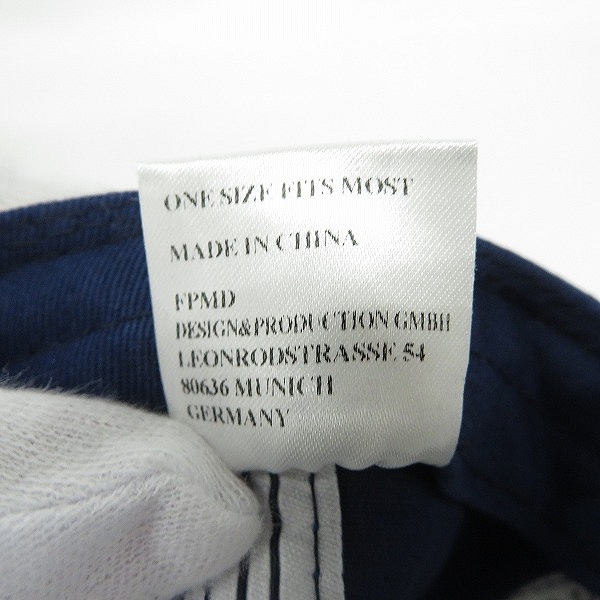 ONE SIZE FITS MOST
MADE IN CHINA
FPMD
DESIGN&PRODUCTION GMBH
LEONRODSTRASSE 54
80636 MUNICH
GERMANY